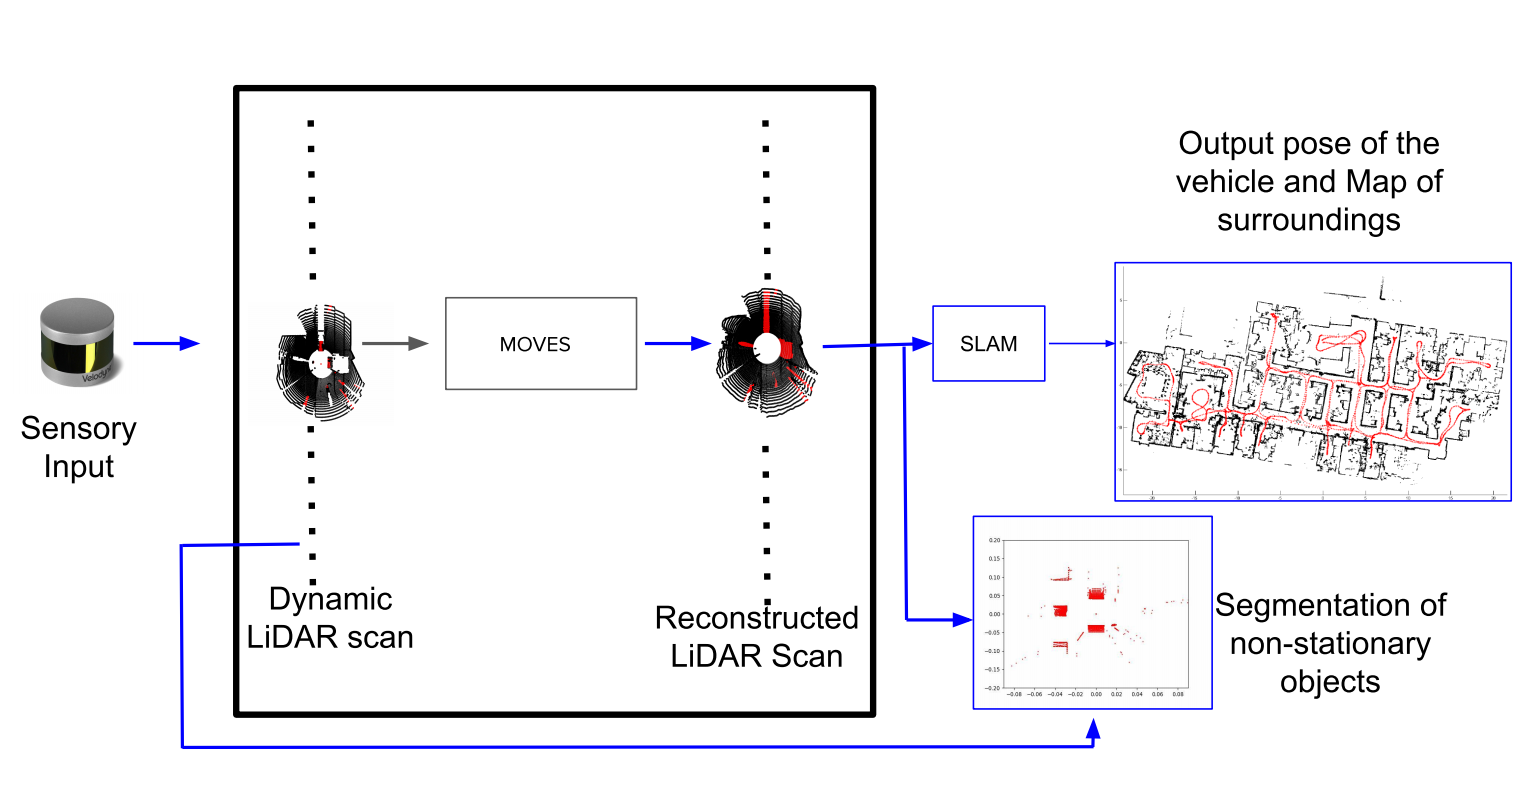 Output pose of the
vehicle and Map of
surroundings
MOVES
SLAM
Velody
Sensory
Input
Dynamic
LiDAR scan
Reconstructed
LiDAR Scan
0.20
0.15
0.10
0.05
0.00
−0.05
−0.10
−0.15
−0.20
−0.08 −0.06 −0.04 −0.02 0.00 0.02 0.04 0.06 0.08
Segmentation of
non-stationary
objects